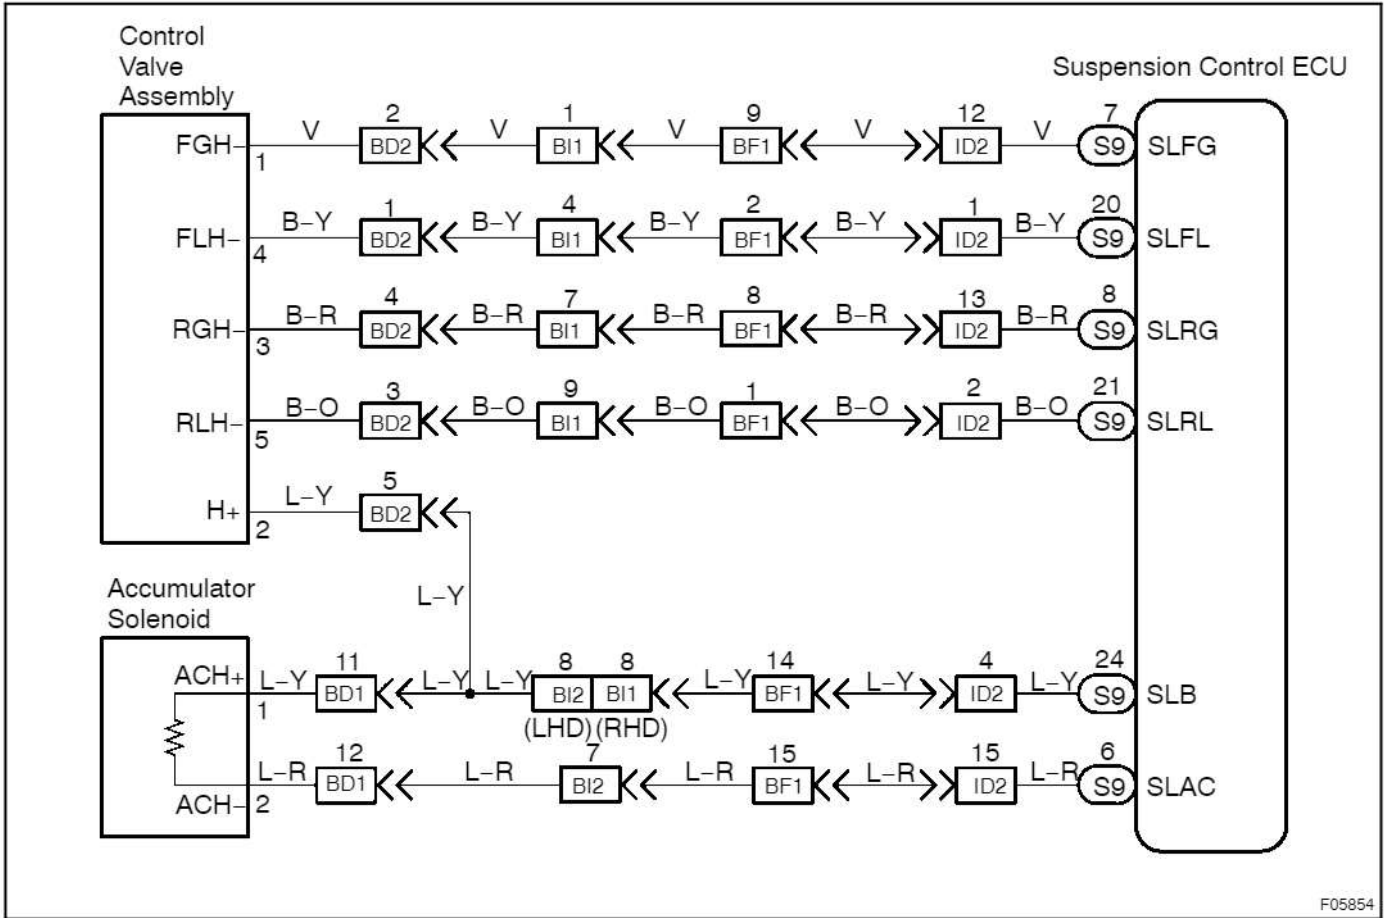 Control
Valve
Assembly
Suspension Control ECU
FGH- 1 V 2 BD2 V 1 BI1 V 9 BF1 V 12 ID2 V 7 S9 SLFG
FLH- 4 B-Y 1 BD2 B-Y 4 BI1 B-Y 2 BF1 B-Y 1 ID2 B-Y 20 S9 SLFL
RGH- 3 B-R 4 BD2 B-R 7 BI1 B-R 8 BF1 B-R 13 ID2 B-R 8 S9 SLRG
RLH- 5 B-O 3 BD2 B-O 9 BI1 B-O 1 BF1 B-O 2 ID2 B-O 21 S9 SLRL
H+ 2 L-Y 5 BD2
L-Y
Accumulator
Solenoid
ACH+ 1 L-Y 11 BD1 L-Y L-Y 8 BI2 8 BI1 L-Y 14 BF1 L-Y 4 ID2 L-Y 24 S9 SLB
(LHD) (RHD)
ACH- 2 L-R 12 BD1 L-R 7 BI2 L-R 15 BF1 L-R 15 ID2 L-R 6 S9 SLAC
F05854